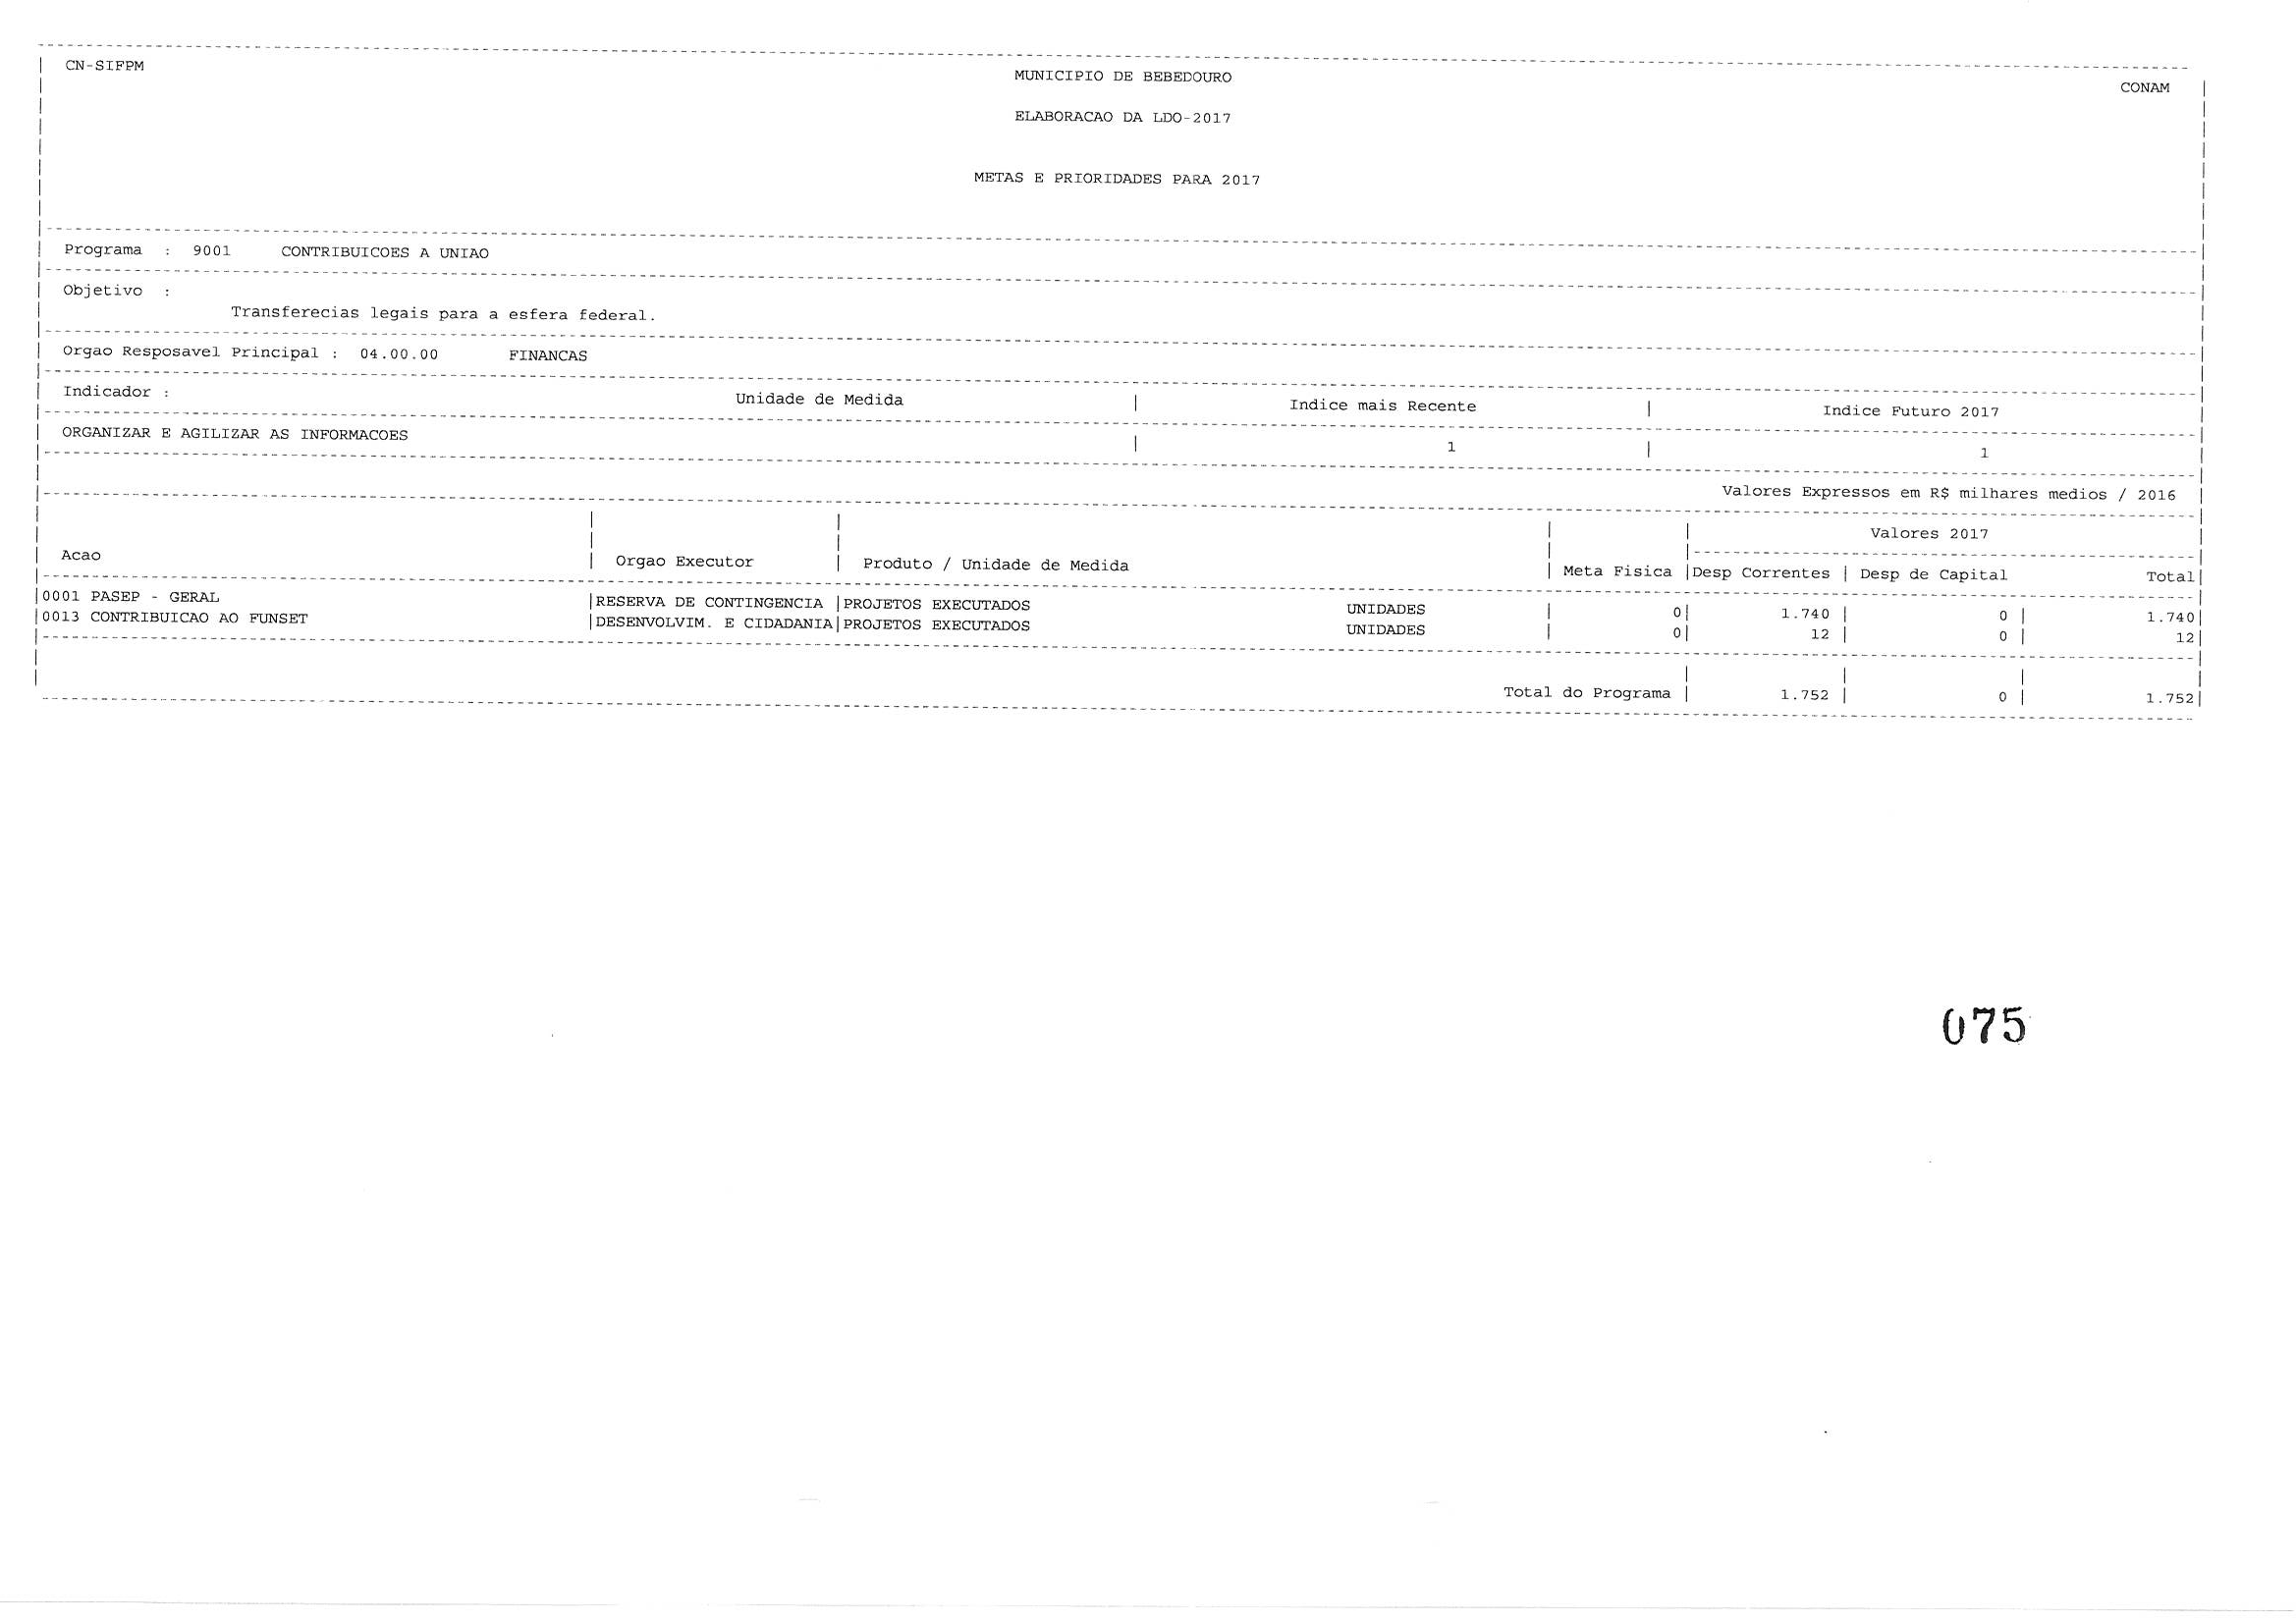 CN-SIFPM MUNICIPIO DE BEBEDOURO CONAM
ELABORACAO DA LDO-2017
METAS E PRIORIDADES PARA 2017
Programa : 9001 CONTRIBUICOES A UNIAO
Objetivo :
Transferecias legais para a esfera federal.
Orgao Resposavel Principal : 04.00.00 FINANCAS
Indicador : Unidade de Medida | Indice mais Recente | Indice Futuro 2017
ORGANIZAR E AGILIZAR AS INFORMACOES | 1 | 1
Valores Expressos em R$ milhares medios / 2016
Valores 2017
Acao | Orgao Executor | Produto / Unidade de Medida | Meta Fisica |Desp Correntes | Desp de Capital Total|
|0001 PASEP - GERAL |RESERVA DE CONTINGENCIA |PROJETOS EXECUTADOS UNIDADES | 0| 1.740 | 0 | 1.740|
|0013 CONTRIBUICAO AO FUNSET |DESENVOLVIM. E CIDADANIA|PROJETOS EXECUTADOS UNIDADES | 0| 12 | 0 | 12|
Total do Programa | 1.752 | 0 | 1.752|
075